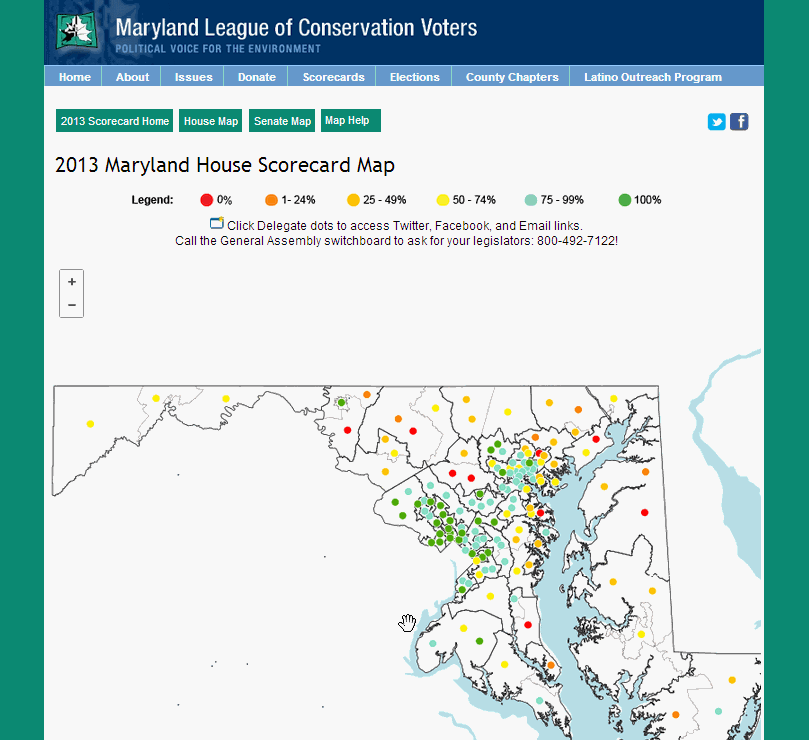 Maryland League of Conservation Voters
POLITICAL VOICE FOR THE ENVIRONMENT
Home About Issues Donate Scorecards Elections County Chapters Latino Outreach Program
2013 Scorecard Home House Map Senate Map Map Help
2013 Maryland House Scorecard Map
Legend: 0% 1- 24% 25 - 49% 50 - 74% 75 - 99% 100%
Click Delegate dots to access Twitter, Facebook, and Email links.
Call the General Assembly switchboard to ask for your legislators: 800-492-7122!
+
−